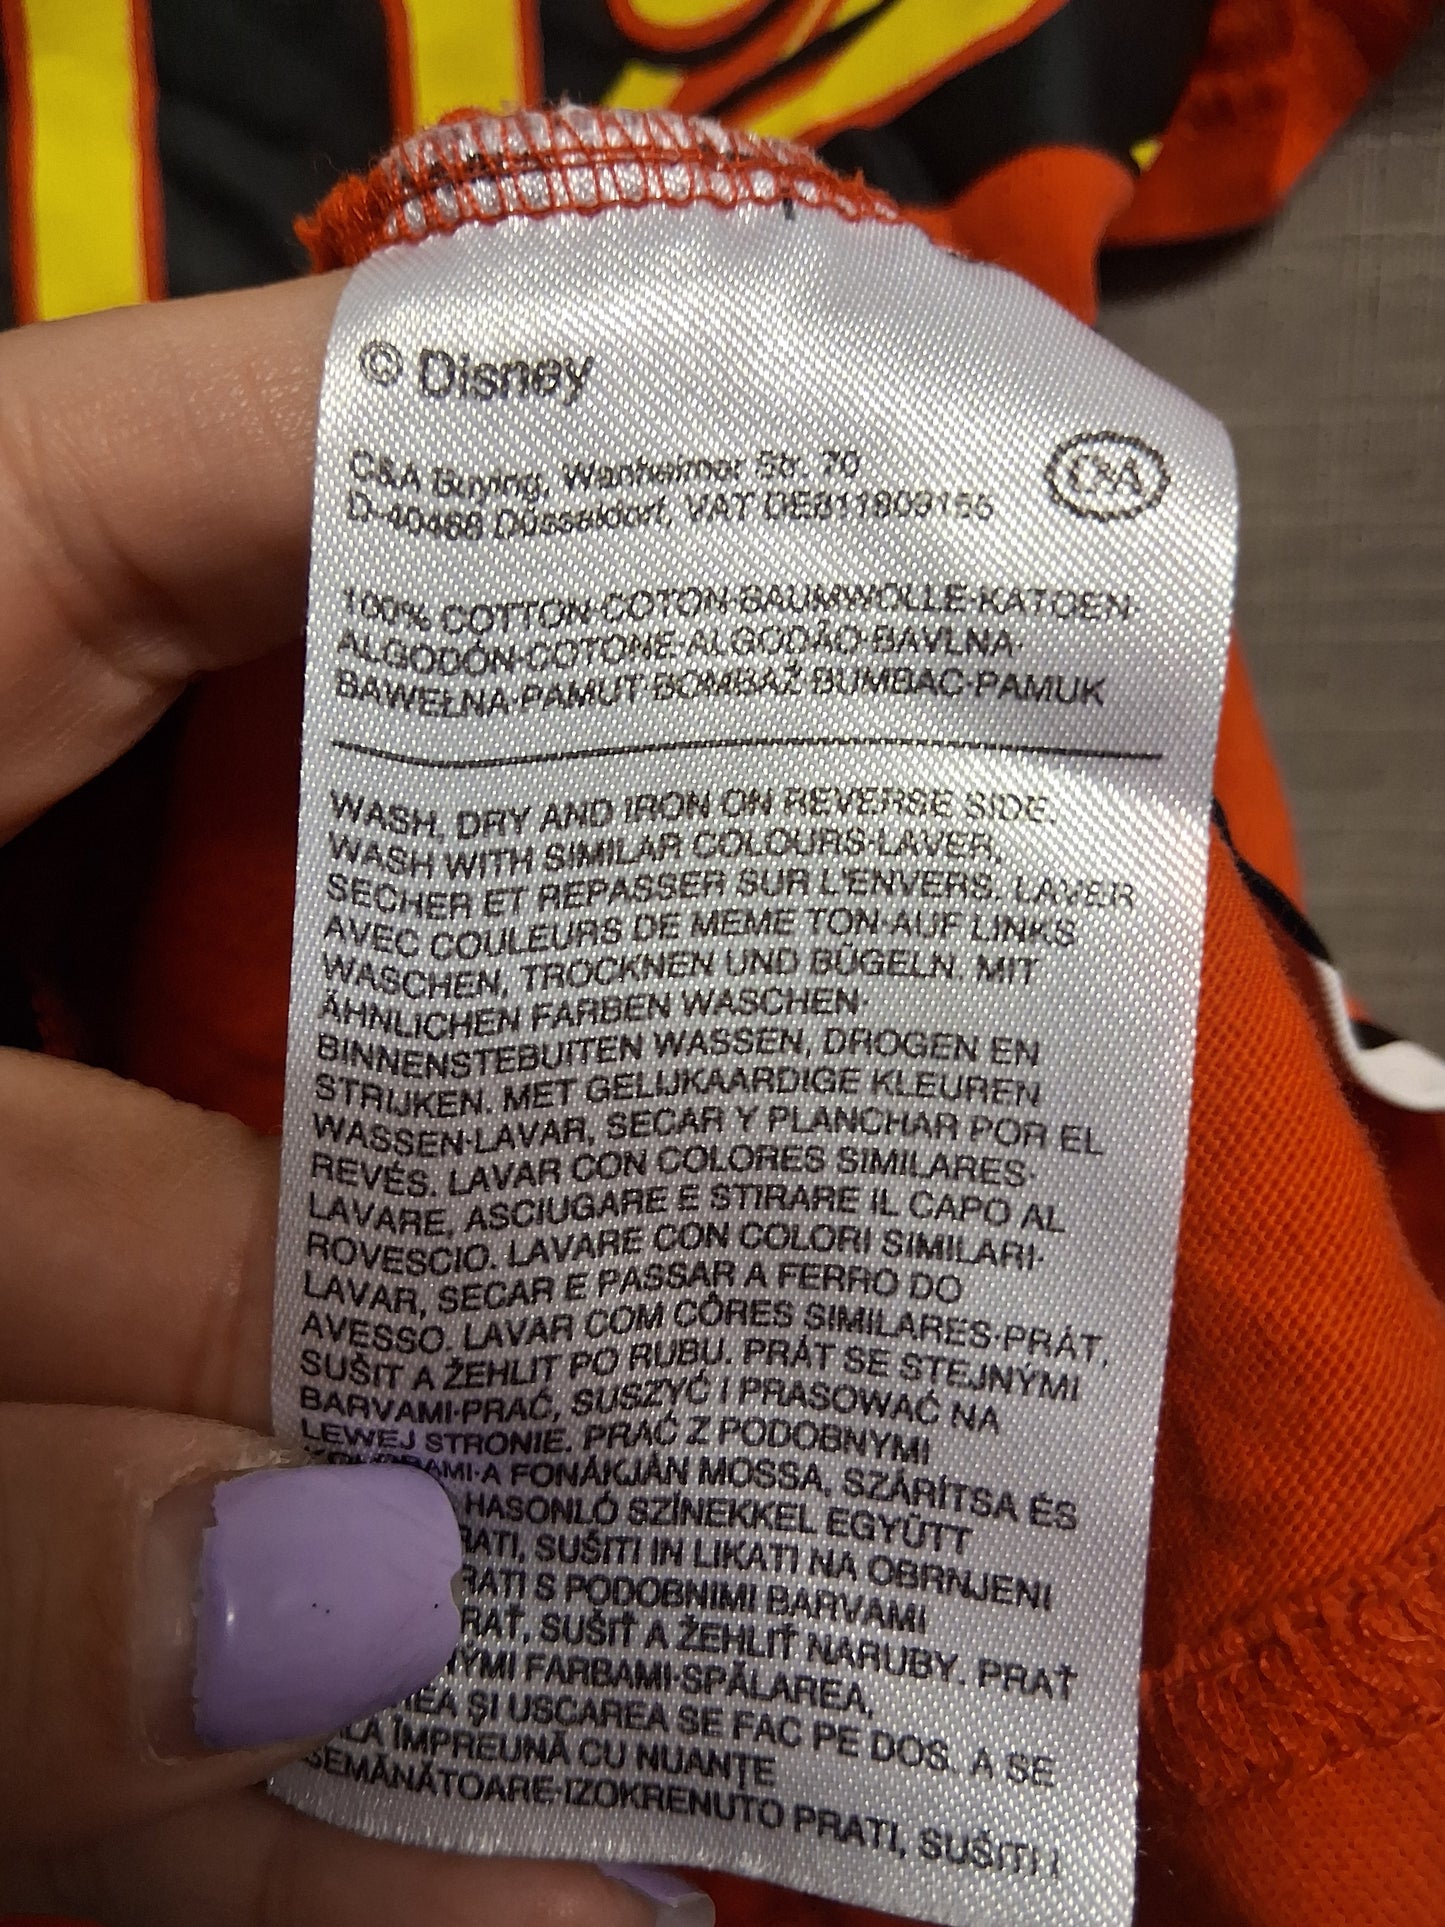 © Disney
C&A
C&A Buying, Wanheimer Str. 70
D-40468 Düsseldorf, VAT DE811809155
100% COTTON·COTON·BAUMWOLLE·KATOEN·
ALGODÓN·COTONE·ALGODÃO·BAVLNA·
BAWEŁNA·PAMUT·BOMBAŽ·BUMBAC·PAMUK
WASH, DRY AND IRON ON REVERSE SIDE.
WASH WITH SIMILAR COLOURS·LAVER,
SECHER ET REPASSER SUR L'ENVERS. LAVER
AVEC COULEURS DE MEME TON·AUF LINKS
WASCHEN, TROCKNEN UND BÜGELN. MIT
ÄHNLICHEN FARBEN WASCHEN·
BINNENSTEBUITEN WASSEN, DROGEN EN
STRIJKEN. MET GELIJKAARDIGE KLEUREN
WASSEN·LAVAR, SECAR Y PLANCHAR POR EL
REVÉS. LAVAR CON COLORES SIMILARES·
LAVARE, ASCIUGARE E STIRARE IL CAPO AL
ROVESCIO. LAVARE CON COLORI SIMILARI·
LAVAR, SECAR E PASSAR A FERRO DO
AVESSO. LAVAR COM CÔRES SIMILARES·PRÁT,
SUŠIT A ŽEHLIT PO RUBU. PRÁT SE STEJNÝMI
BARVAMI·PRAĆ, SUSZYĆ I PRASOWAĆ NA
LEWEJ STRONIE. PRAĆ Z PODOBNYMI
KOLORAMI·A FONÁKJÁN MOSSA, SZÁRÍTSA ÉS
HASONLÓ SZÍNEKKEL EGYÜTT
RATI, SUŠITI IN LIKATI NA OBRNJENI
RATI S PODOBNIMI BARVAMI
RAŤ, SUŠIŤ A ŽEHLIŤ NARUBY. PRAŤ
ÝMI FARBAMI·SPĂLAREA,
REA ŞI USCAREA SE FAC PE DOS. A SE
LA ÎMPREUNĂ CU NUANŢE
SEMĂNĂTOARE·IZOKRENUTO PRATI, SUŠITI I